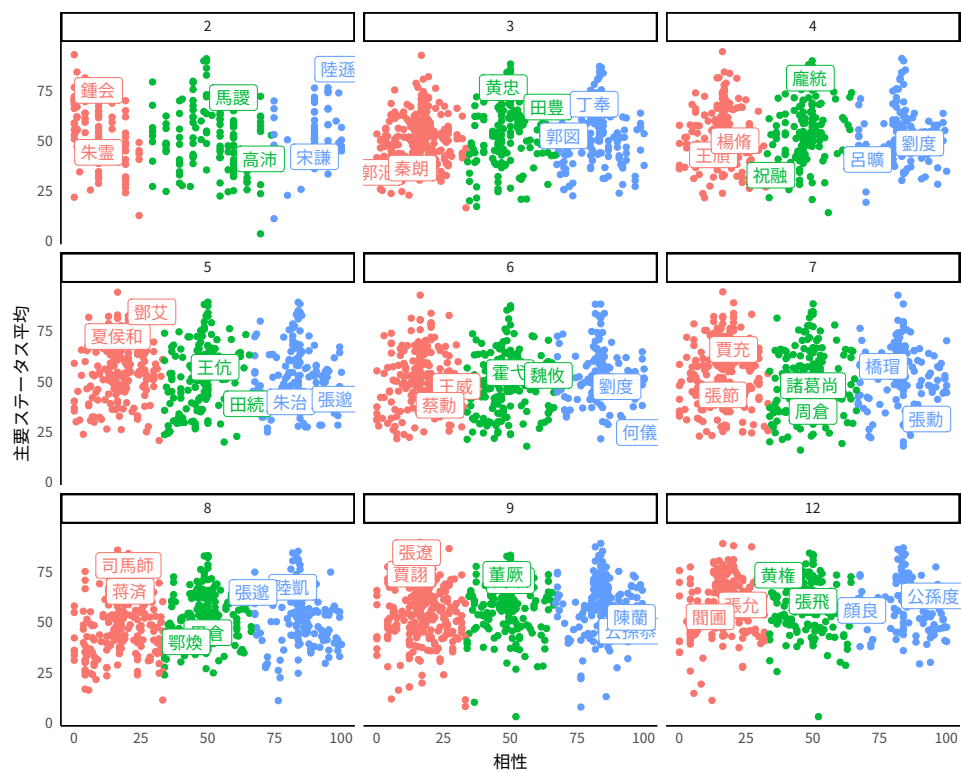 2
3
4
陸遜
鍾会
馬謖
朱霊
高沛
宋謙
黄忠
田豊
丁奉
郭図
秦朗
龐統
楊脩
劉度
呂曠
祝融
75
50
25
0
5
6
7
鄧艾
夏侯和
王伉
田続
朱治
張邈
王威
霍弋
魏攸
劉度
蔡勳
何儀
賈充
橋瑁
張節
諸葛尚
周倉
張勳
75
50
25
0
主要ステータス平均
8
9
12
司馬師
蒋済
張邈
陸凱
鄂煥
張遼
賈詡
董厥
陳蘭
黄権
張允
張飛
閻圃
顔良
公孫度
75
50
25
0
0
25
50
75
100
0
25
50
75
100
0
25
50
75
100
相性